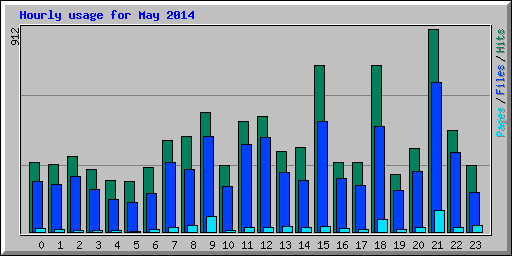 Hourly usage for May 2014
912
Pages / Files / Hits
0 1 2 3 4 5 6 7 8 9 10 11 12 13 14 15 16 17 18 19 20 21 22 23